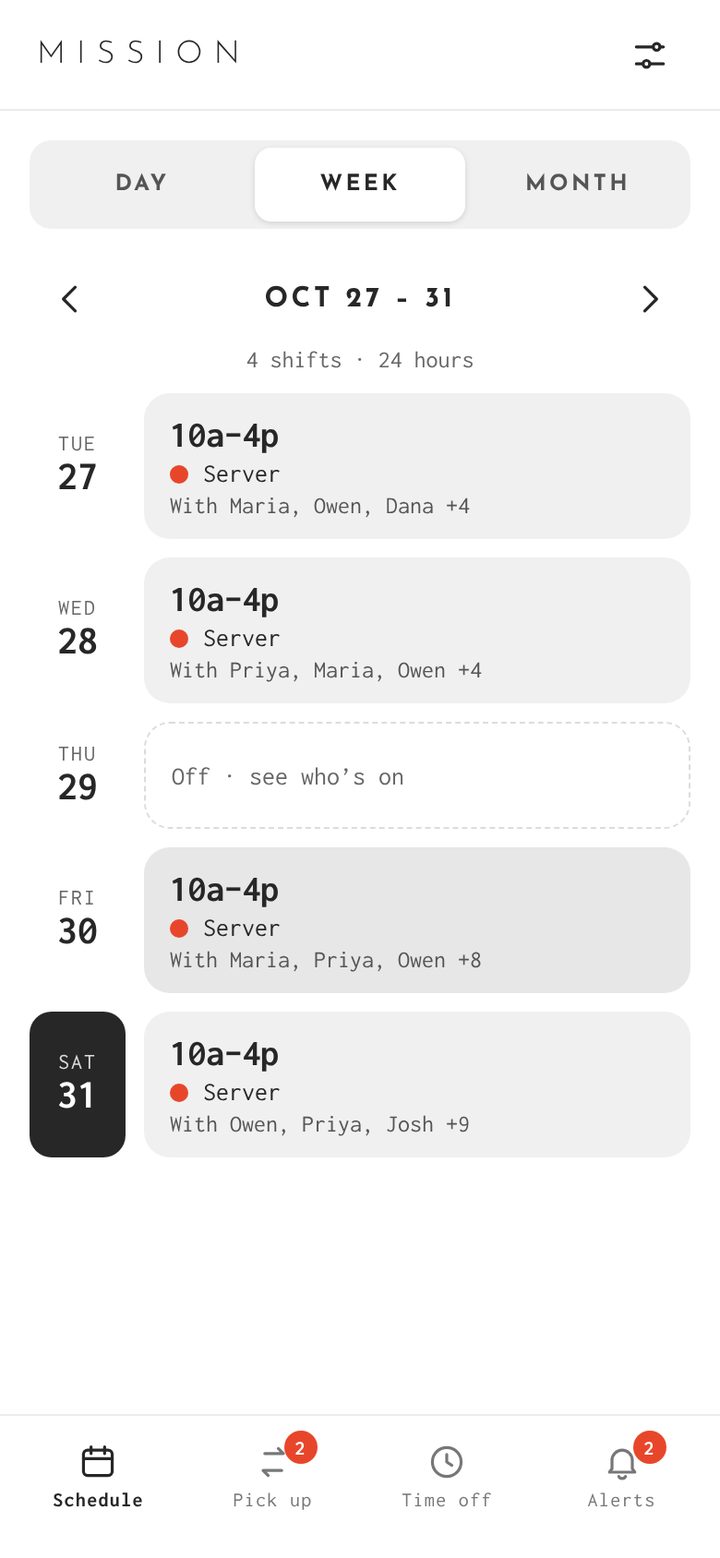 MISSION
DAY WEEK MONTH
OCT 27 – 31
4 shifts · 24 hours
TUE
27
10a–4p
Server
With Maria, Owen, Dana +4
WED
28
10a–4p
Server
With Priya, Maria, Owen +4
THU
29
Off · see who’s on
FRI
30
10a–4p
Server
With Maria, Priya, Owen +8
SAT
31
10a–4p
Server
With Owen, Priya, Josh +9
2
2
Schedule Pick up Time off Alerts